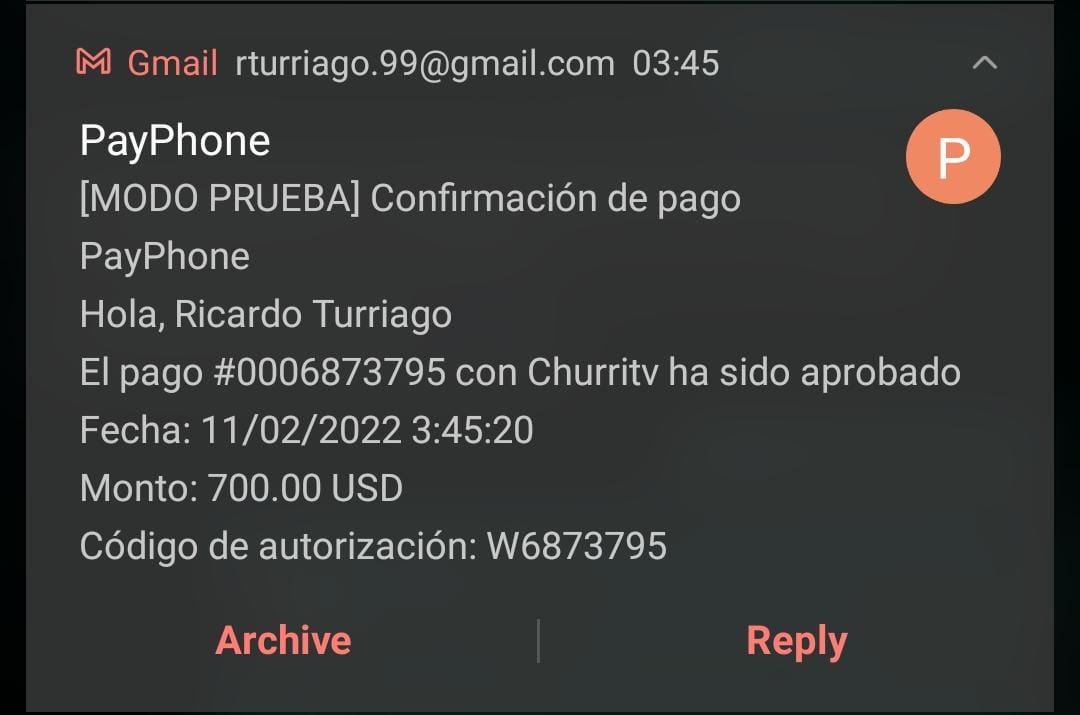 Gmail rturriago.99@gmail.com 03:45
PayPhone
P
[MODO PRUEBA] Confirmación de pago
PayPhone
Hola, Ricardo Turriago
El pago #0006873795 con Churritv ha sido aprobado
Fecha: 11/02/2022 3:45:20
Monto: 700.00 USD
Código de autorización: W6873795
Archive | Reply